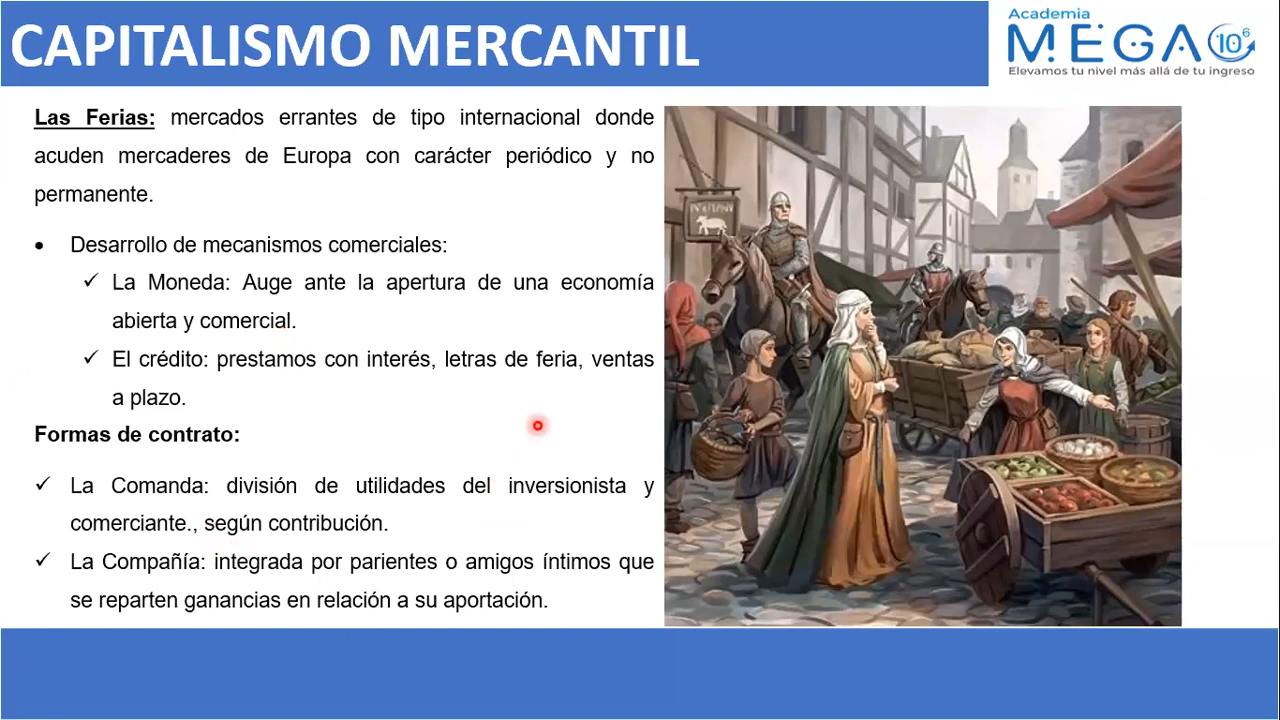 CAPITALISMO MERCANTIL
Academia
MEGA 10⁶
Elevamos tu nivel más allá de tu ingreso
Las Ferias: mercados errantes de tipo internacional donde
acuden mercaderes de Europa con carácter periódico y no
permanente.
• Desarrollo de mecanismos comerciales:
✓ La Moneda: Auge ante la apertura de una economía
abierta y comercial.
✓ El crédito: prestamos con interés, letras de feria, ventas
a plazo.
Formas de contrato:
✓ La Comanda: división de utilidades del inversionista y
comerciante., según contribución.
✓ La Compañía: integrada por parientes o amigos íntimos que
se reparten ganancias en relación a su aportación.